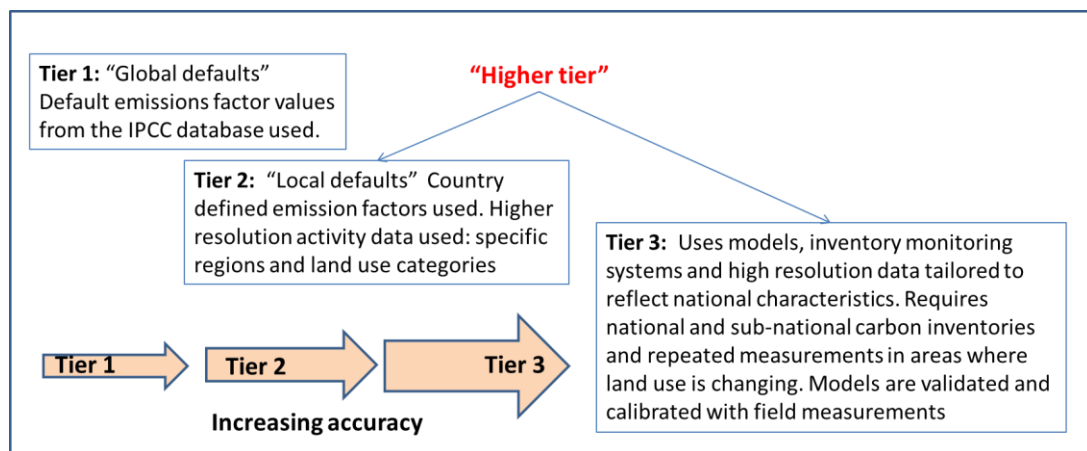 Tier 1: “Global defaults”
Default emissions factor values
from the IPCC database used.
“Higher tier”
Tier 2:  “Local defaults”  Country
defined emission factors used. Higher
resolution activity data used: specific
regions and land use categories
Tier 3:  Uses models, inventory monitoring
systems and high resolution data tailored to
reflect national characteristics. Requires
national and sub-national carbon inventories
and repeated measurements in areas where
land use is changing. Models are validated and
calibrated with field measurements
Tier 1
Tier 2
Tier 3
Increasing accuracy